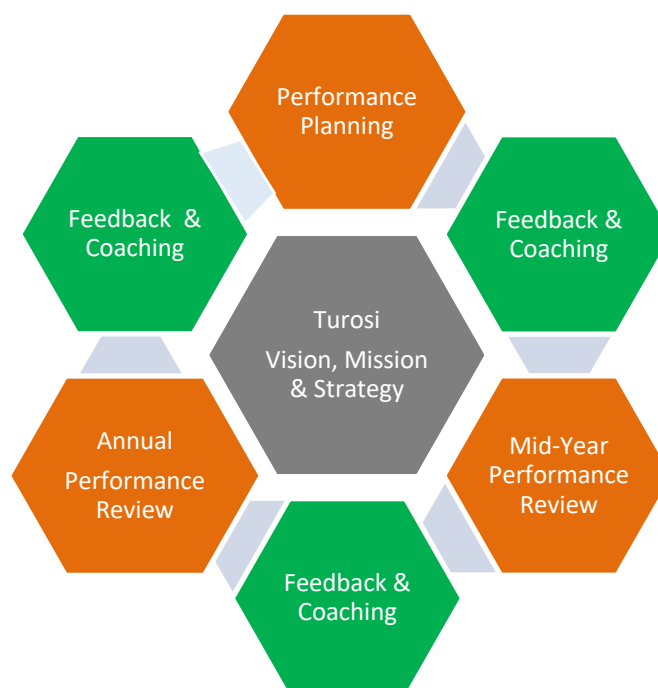 Performance
Planning
Feedback &
Coaching
Feedback &
Coaching
Turosi
Vision, Mission
& Strategy
Annual
Performance
Review
Mid-Year
Performance
Review
Feedback &
Coaching